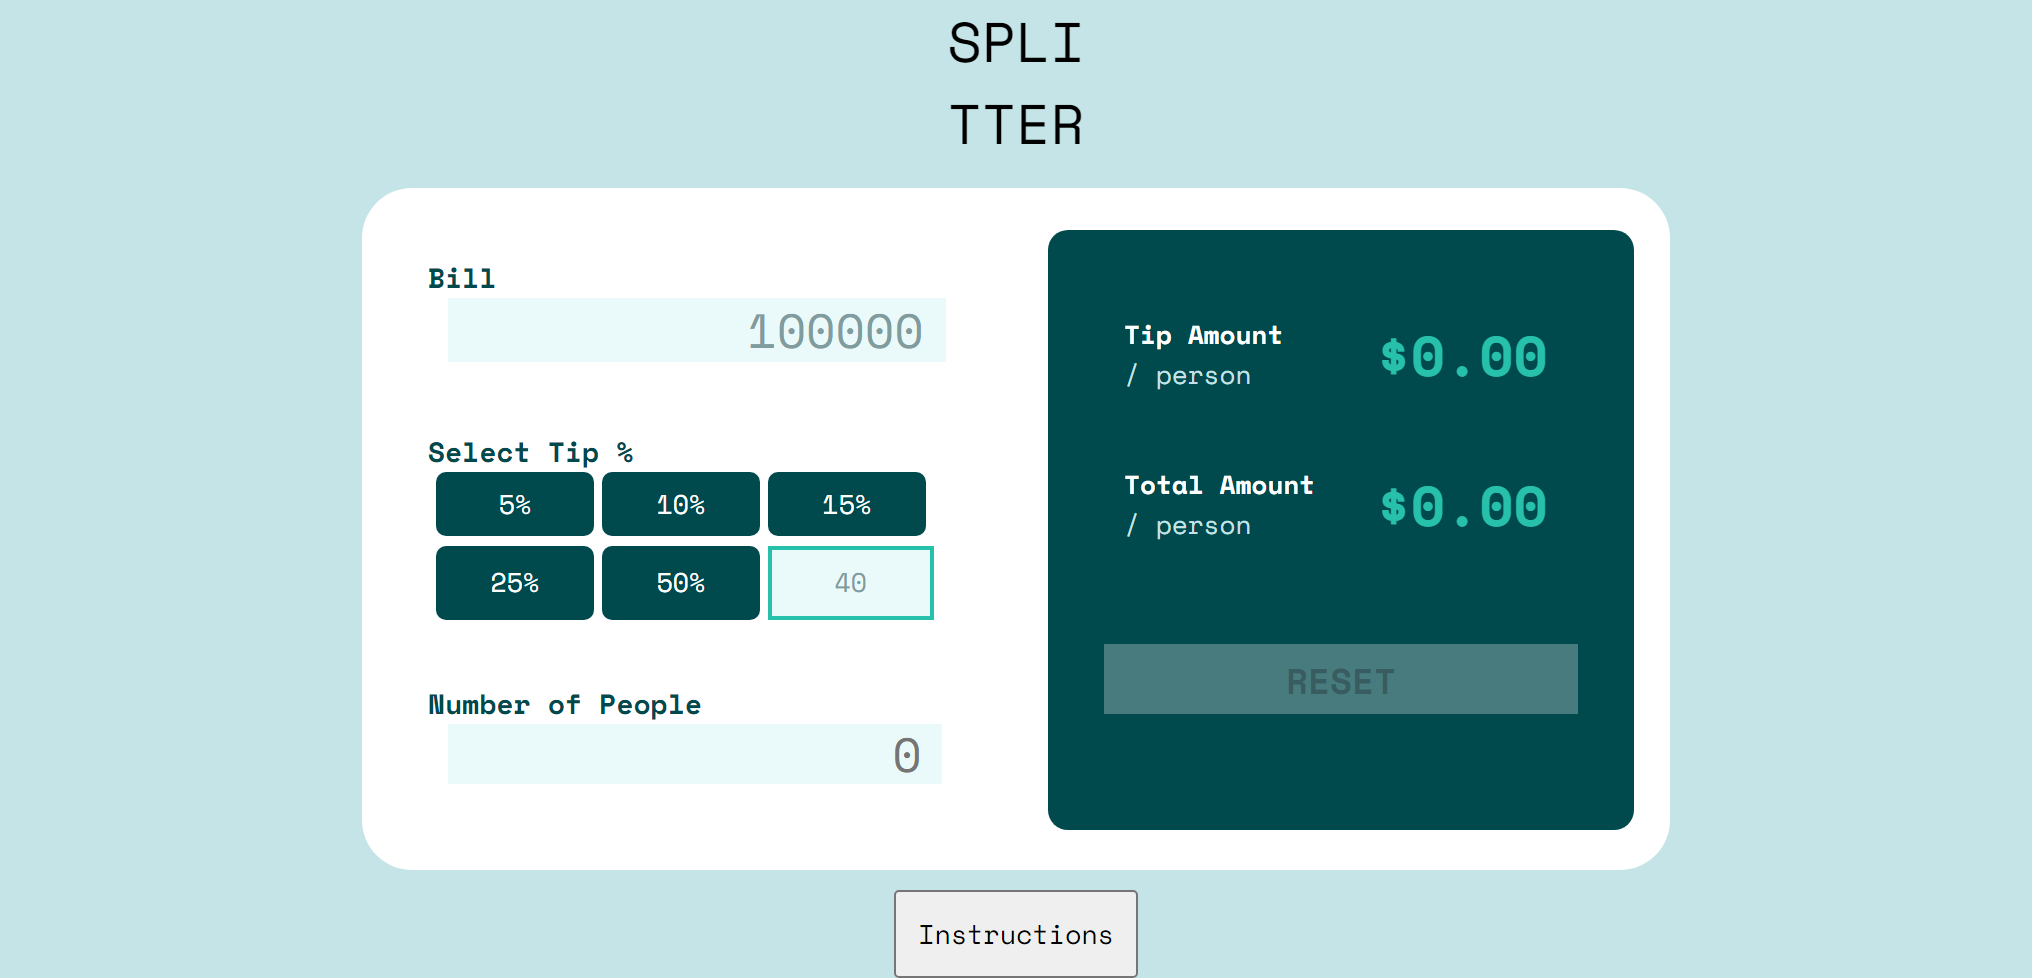 SPLI
TTER
Bill
100000
Select Tip %
5% 10% 15%
25% 50% 40
Number of People
0
Tip Amount
/ person
$0.00
Total Amount
/ person
$0.00
RESET
Instructions